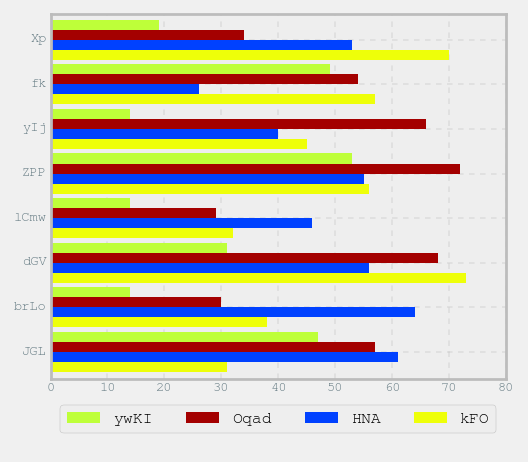 Xp
fk
yIj
ZPP
lCmw
dGV
brLo
JGL
0 10 20 30 40 50 60 70 80
ywKI Oqad HNA kFO